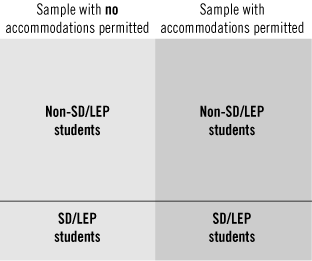 Sample with no
accommodations permitted
Sample with
accommodations permitted
Non-SD/LEP
students
Non-SD/LEP
students
SD/LEP
students
SD/LEP
students